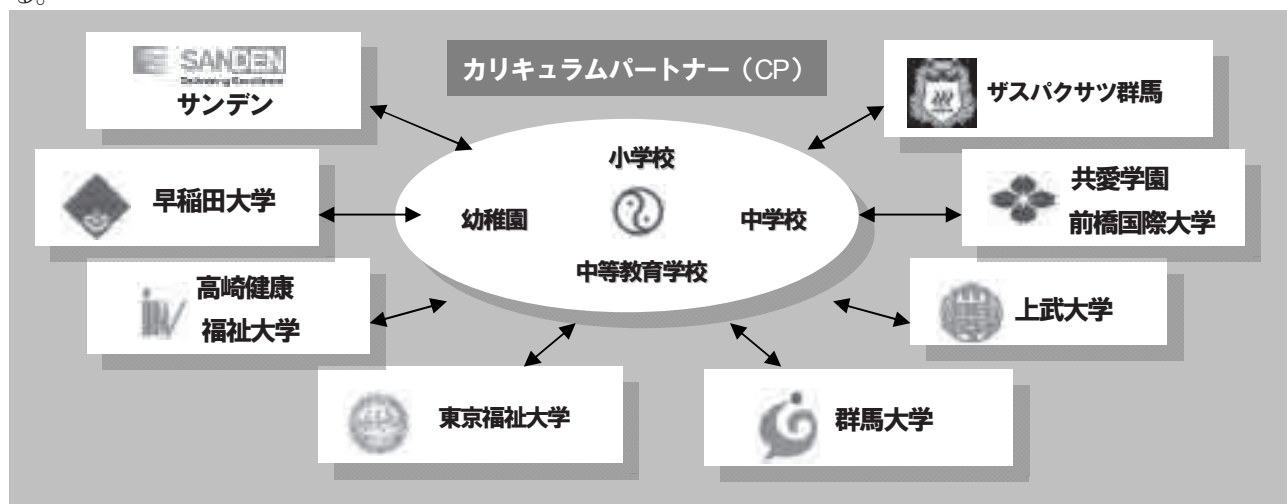 る。
SANDEN
Delivering Excellence
サンデン
カリキュラムパートナー（CP）
ザスパクサツ群馬
早稲田大学
小学校
幼稚園
中学校
中等教育学校
共愛学園
前橋国際大学
高崎健康
福祉大学
上武大学
東京福祉大学
群馬大学